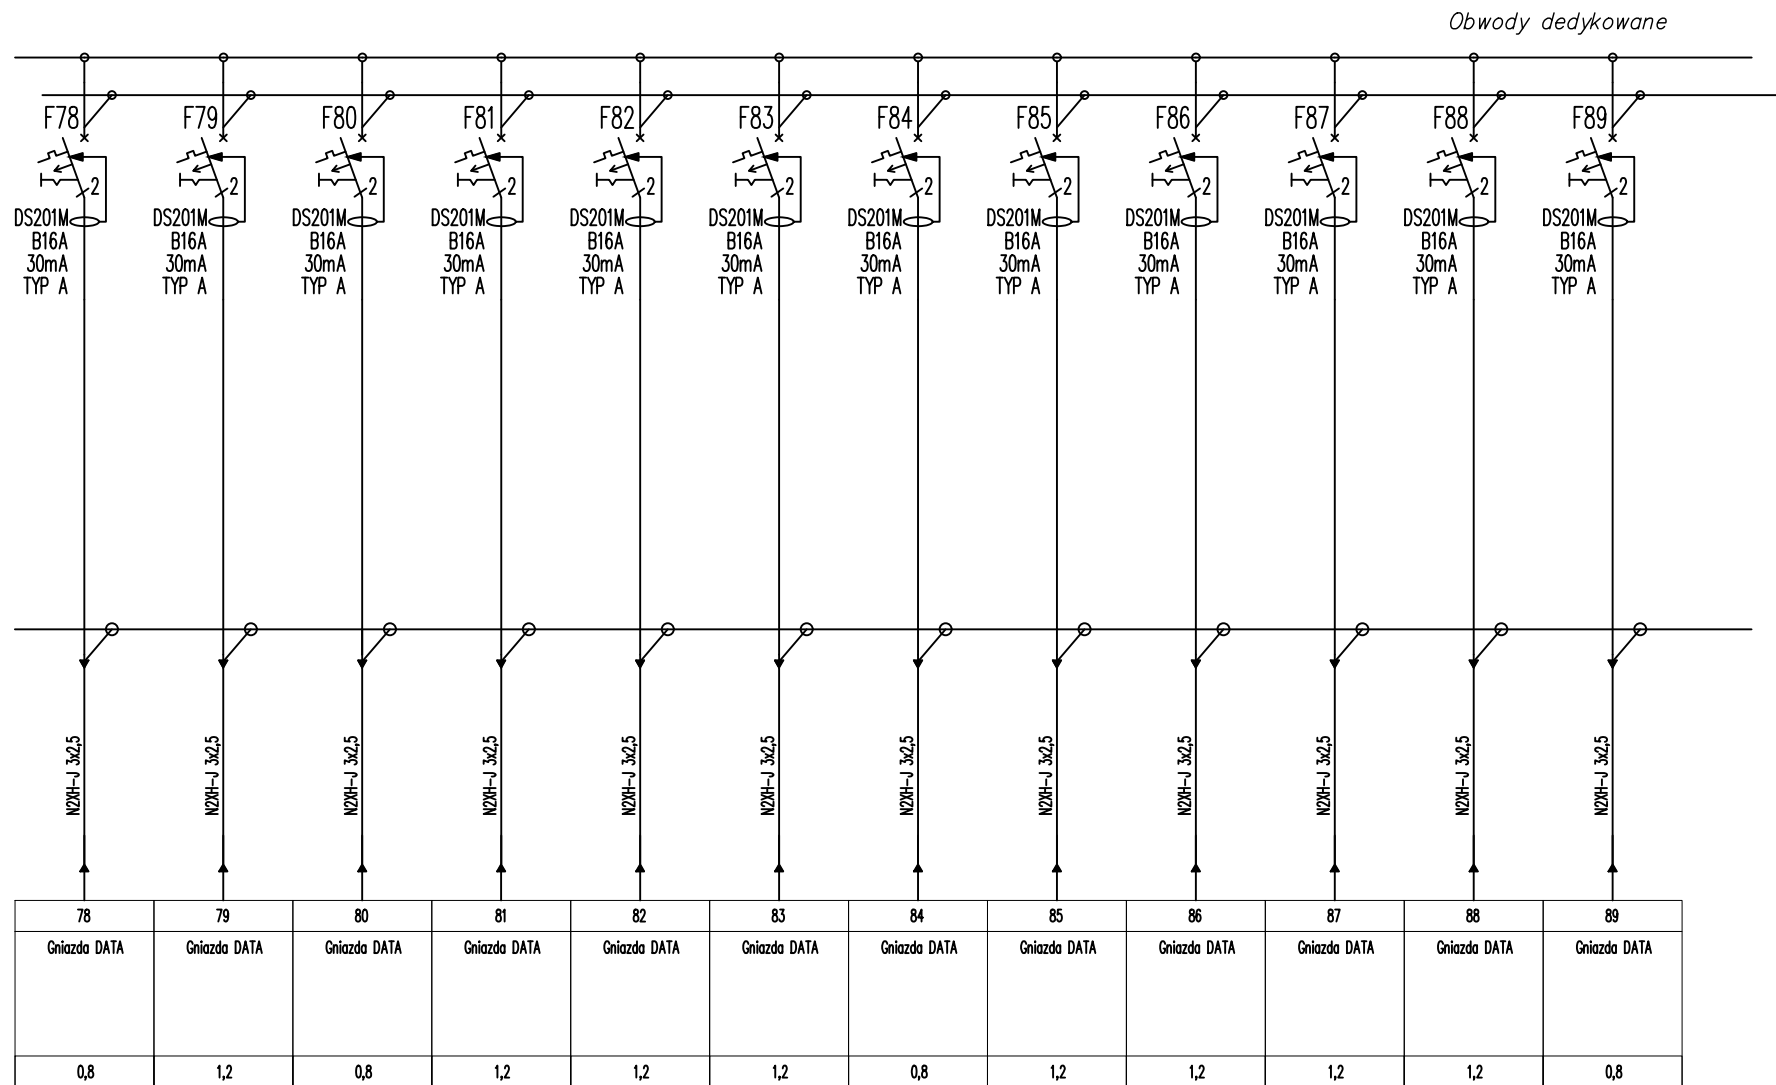 Obwody dedykowane
F78 F79 F80 F81 F82 F83 F84 F85 F86 F87 F88 F89
2 2 2 2 2 2 2 2 2 2 2 2
DS201M DS201M DS201M DS201M DS201M DS201M DS201M DS201M DS201M DS201M DS201M DS201M
B16A B16A B16A B16A B16A B16A B16A B16A B16A B16A B16A B16A
30mA 30mA 30mA 30mA 30mA 30mA 30mA 30mA 30mA 30mA 30mA 30mA
TYP A TYP A TYP A TYP A TYP A TYP A TYP A TYP A TYP A TYP A TYP A TYP A
N2XH-J 3x2,5 N2XH-J 3x2,5 N2XH-J 3x2,5 N2XH-J 3x2,5 N2XH-J 3x2,5 N2XH-J 3x2,5 N2XH-J 3x2,5 N2XH-J 3x2,5 N2XH-J 3x2,5 N2XH-J 3x2,5 N2XH-J 3x2,5 N2XH-J 3x2,5
78 79 80 81 82 83 84 85 86 87 88 89
Gniazda DATA Gniazda DATA Gniazda DATA Gniazda DATA Gniazda DATA Gniazda DATA Gniazda DATA Gniazda DATA Gniazda DATA Gniazda DATA Gniazda DATA Gniazda DATA
0,8 1,2 0,8 1,2 1,2 1,2 0,8 1,2 1,2 1,2 1,2 0,8